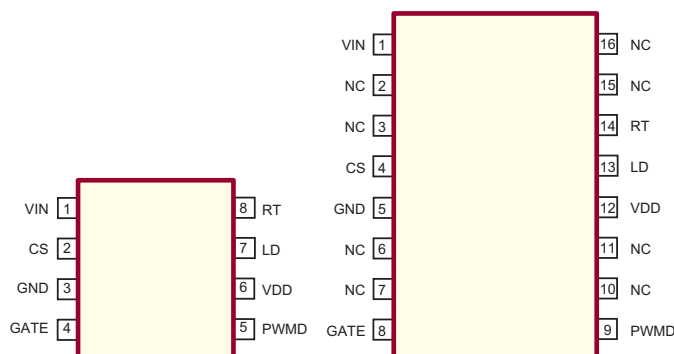 VIN 1
CS 2
GND 3
GATE 4
8 RT
7 LD
6 VDD
5 PWMD
VIN 1
NC 2
NC 3
CS 4
GND 5
NC 6
NC 7
GATE 8
16 NC
15 NC
14 RT
13 LD
12 VDD
11 NC
10 NC
9 PWMD